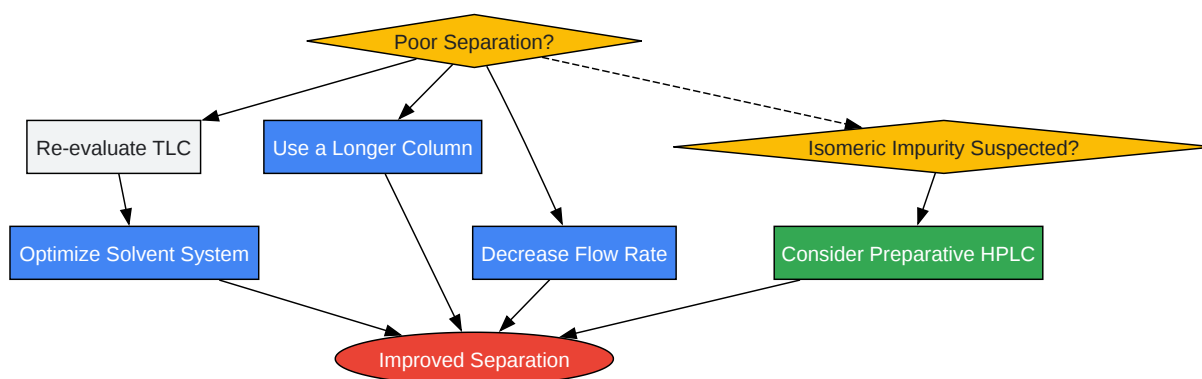 Poor Separation?
Re-evaluate TLC
Use a Longer Column
Isomeric Impurity Suspected?
Optimize Solvent System
Decrease Flow Rate
Consider Preparative HPLC
Improved Separation